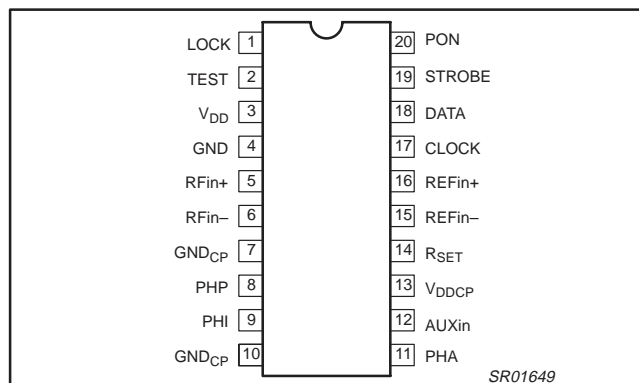 LOCK 1 20 PON
TEST 2 19 STROBE
VDD 3 18 DATA
GND 4 17 CLOCK
RFin+ 5 16 REFin+
RFin– 6 15 REFin–
GNDCP 7 14 RSET
PHP 8 13 VDDCP
PHI 9 12 AUXin
GNDCP 10 11 PHA
SR01649